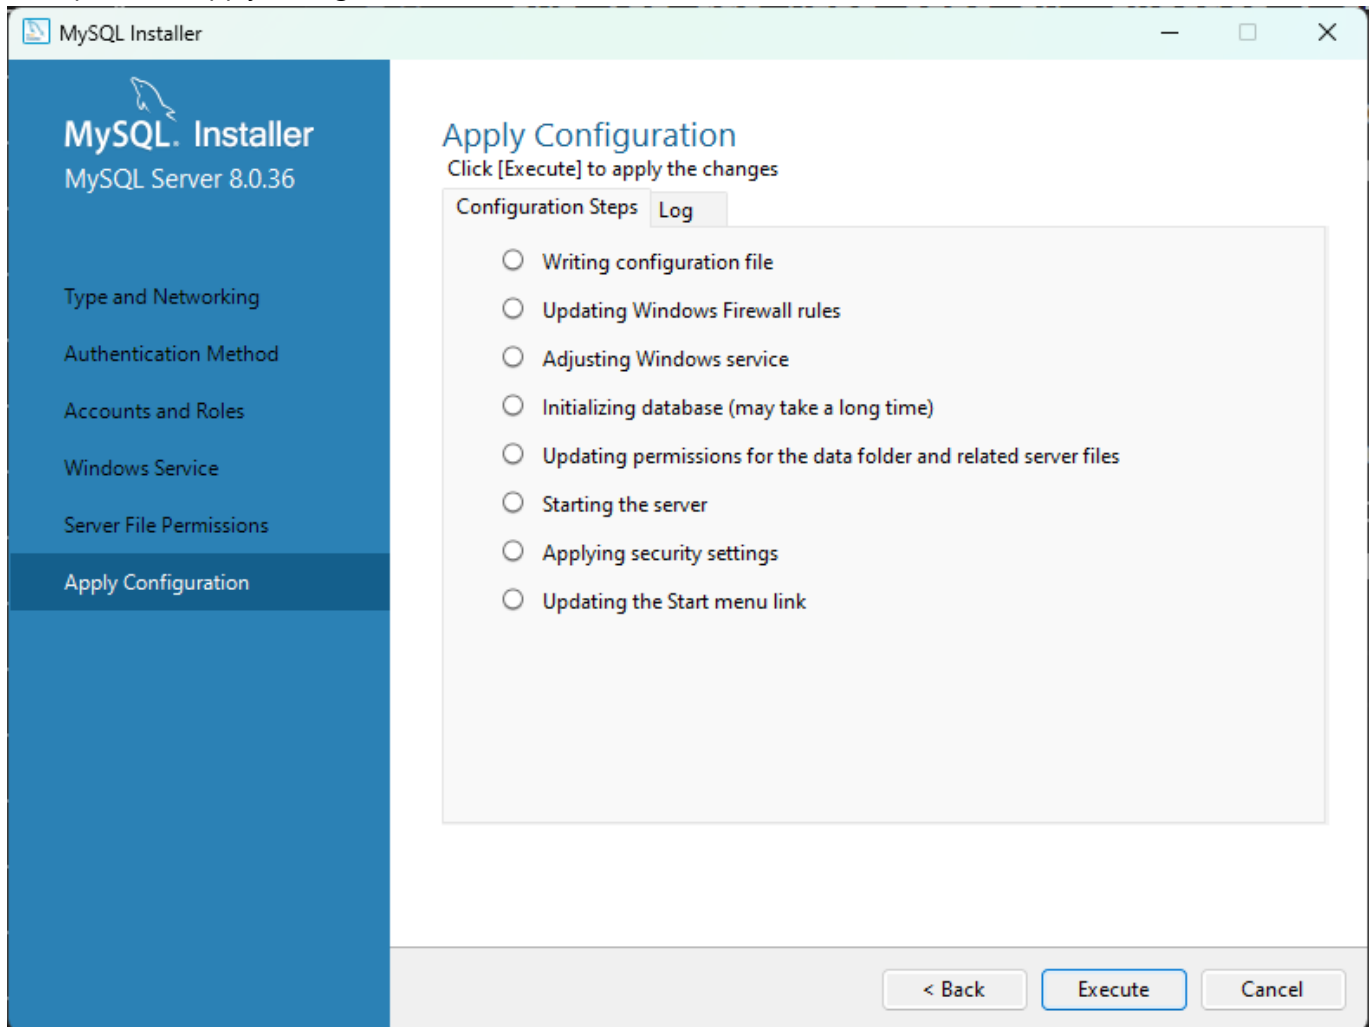 MySQL Installer
MySQL. Installer
MySQL Server 8.0.36
Type and Networking
Authentication Method
Accounts and Roles
Windows Service
Server File Permissions
Apply Configuration
Apply Configuration
Click [Execute] to apply the changes
Configuration Steps Log
Writing configuration file
Updating Windows Firewall rules
Adjusting Windows service
Initializing database (may take a long time)
Updating permissions for the data folder and related server files
Starting the server
Applying security settings
Updating the Start menu link
< Back Execute Cancel